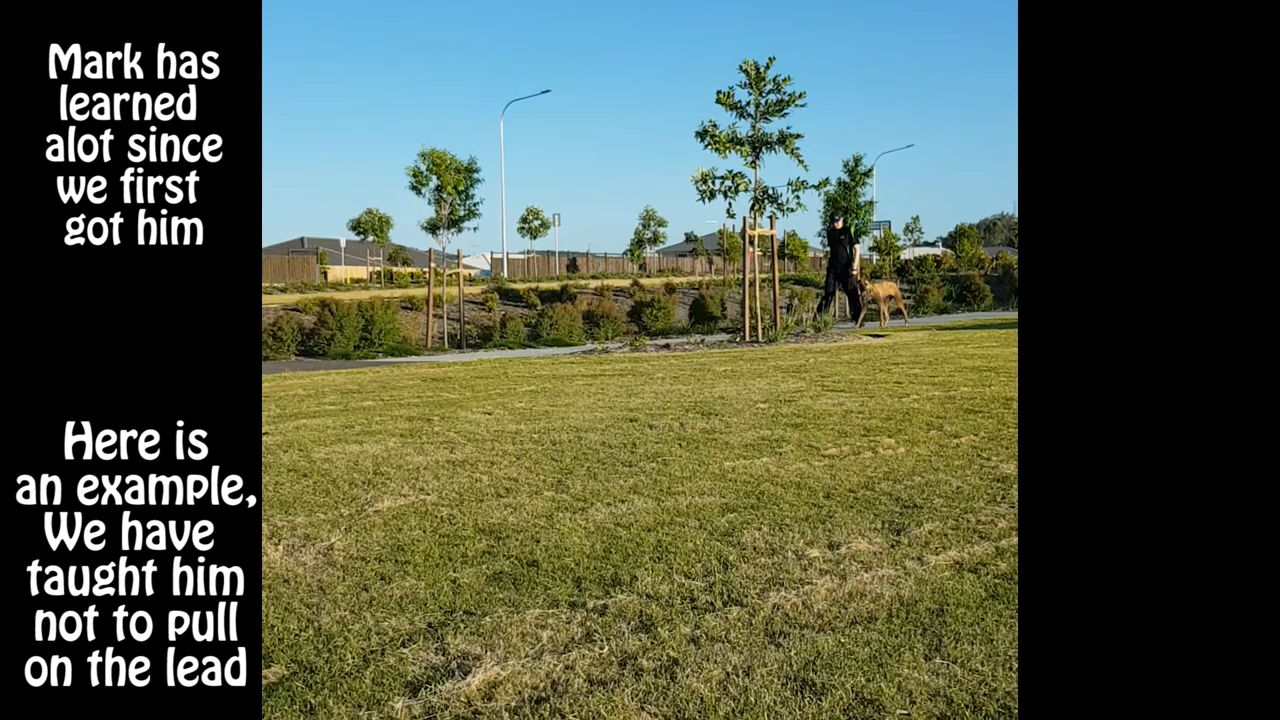 Mark has
learned
alot since
we first
got him
Here is
an example,
We have
taught him
not to pull
on the lead